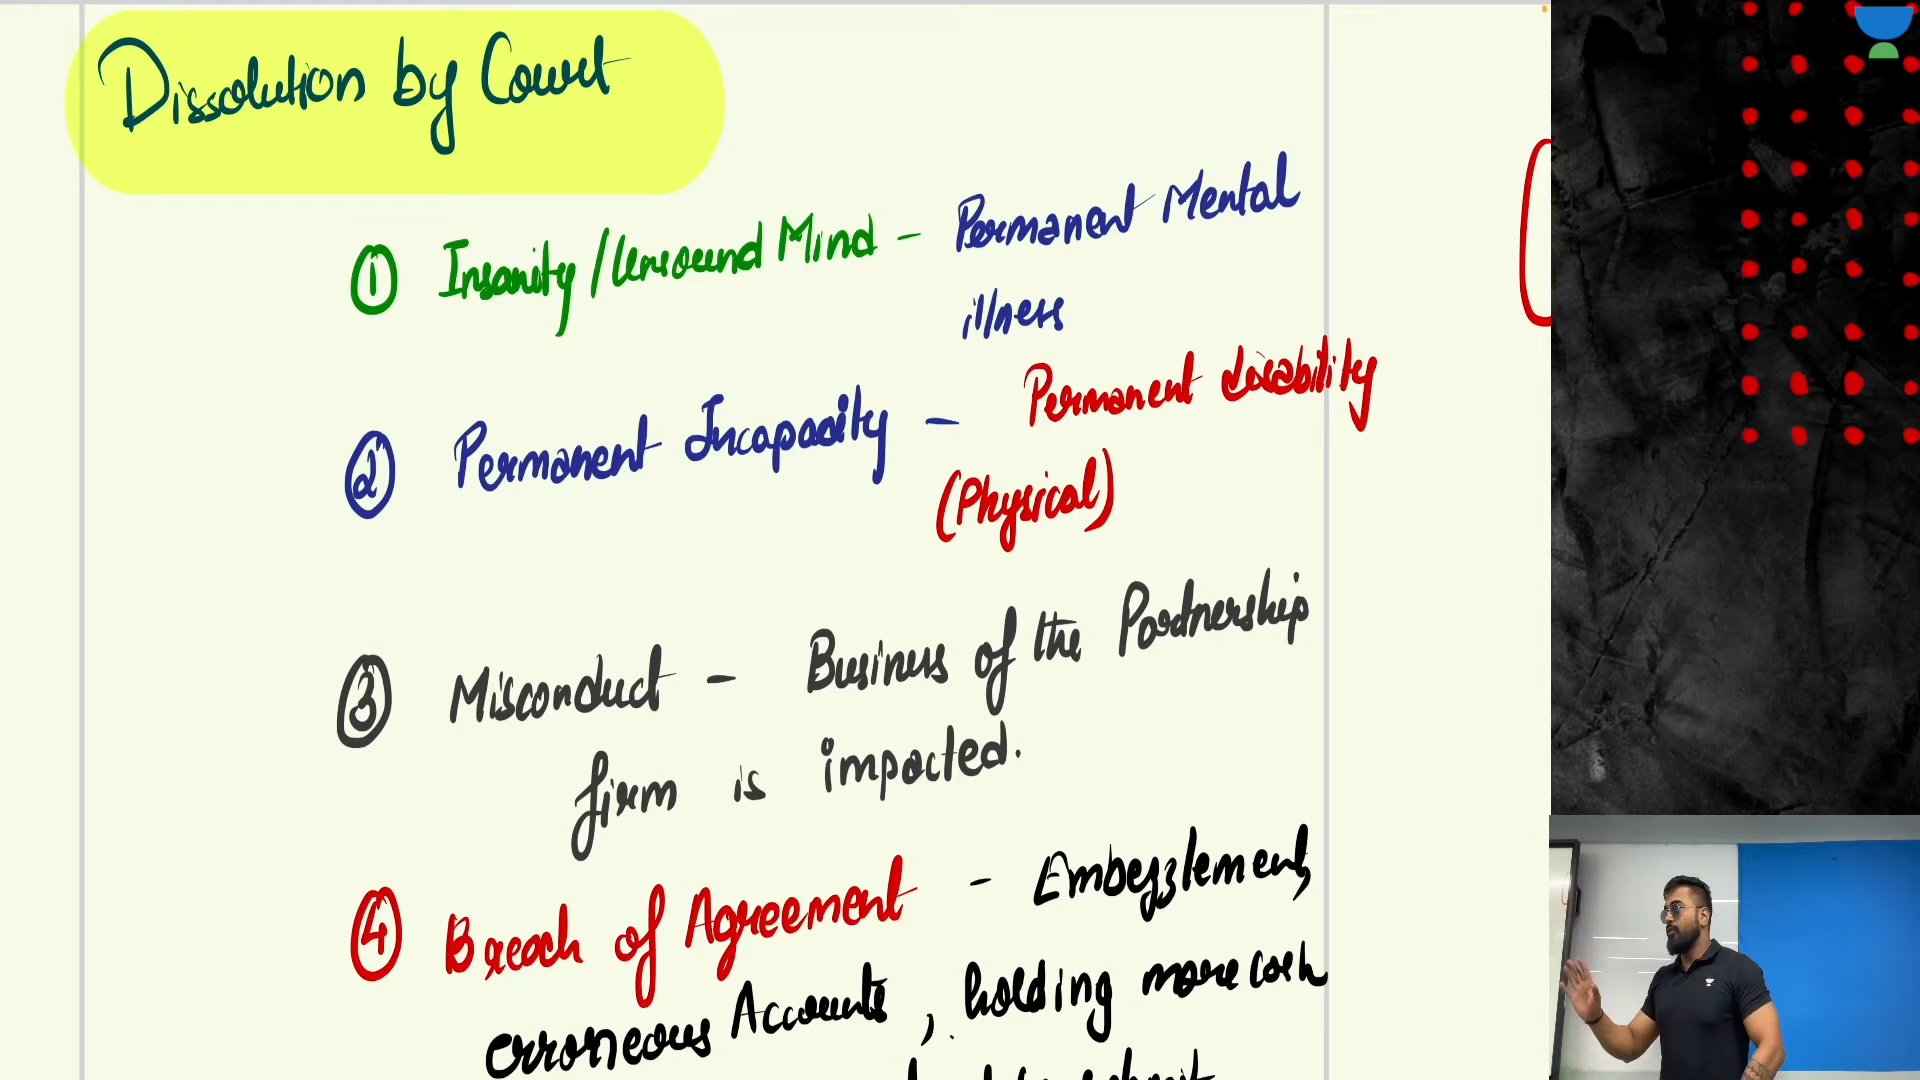 Dissolution by Court
① Insanity/Unsound Mind - Permanent Mental
illness
② Permanent Incapacity - Permanent disability
(Physical)
③ Misconduct - Business of the Partnership
firm is impacted.
④ Breach of Agreement - Embezzlement,
erroneous Accounts, holding more cash